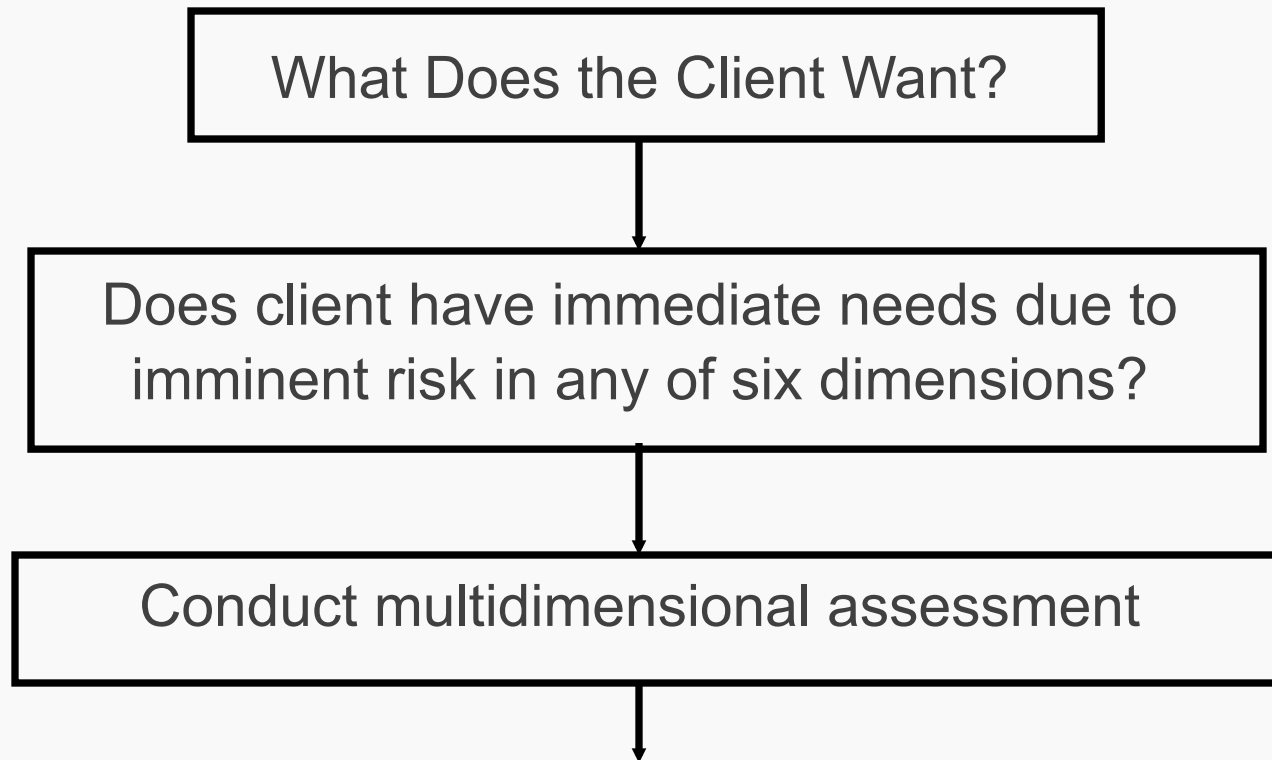 What Does the Client Want?
Does client have immediate needs due to
imminent risk in any of six dimensions?
Conduct multidimensional assessment